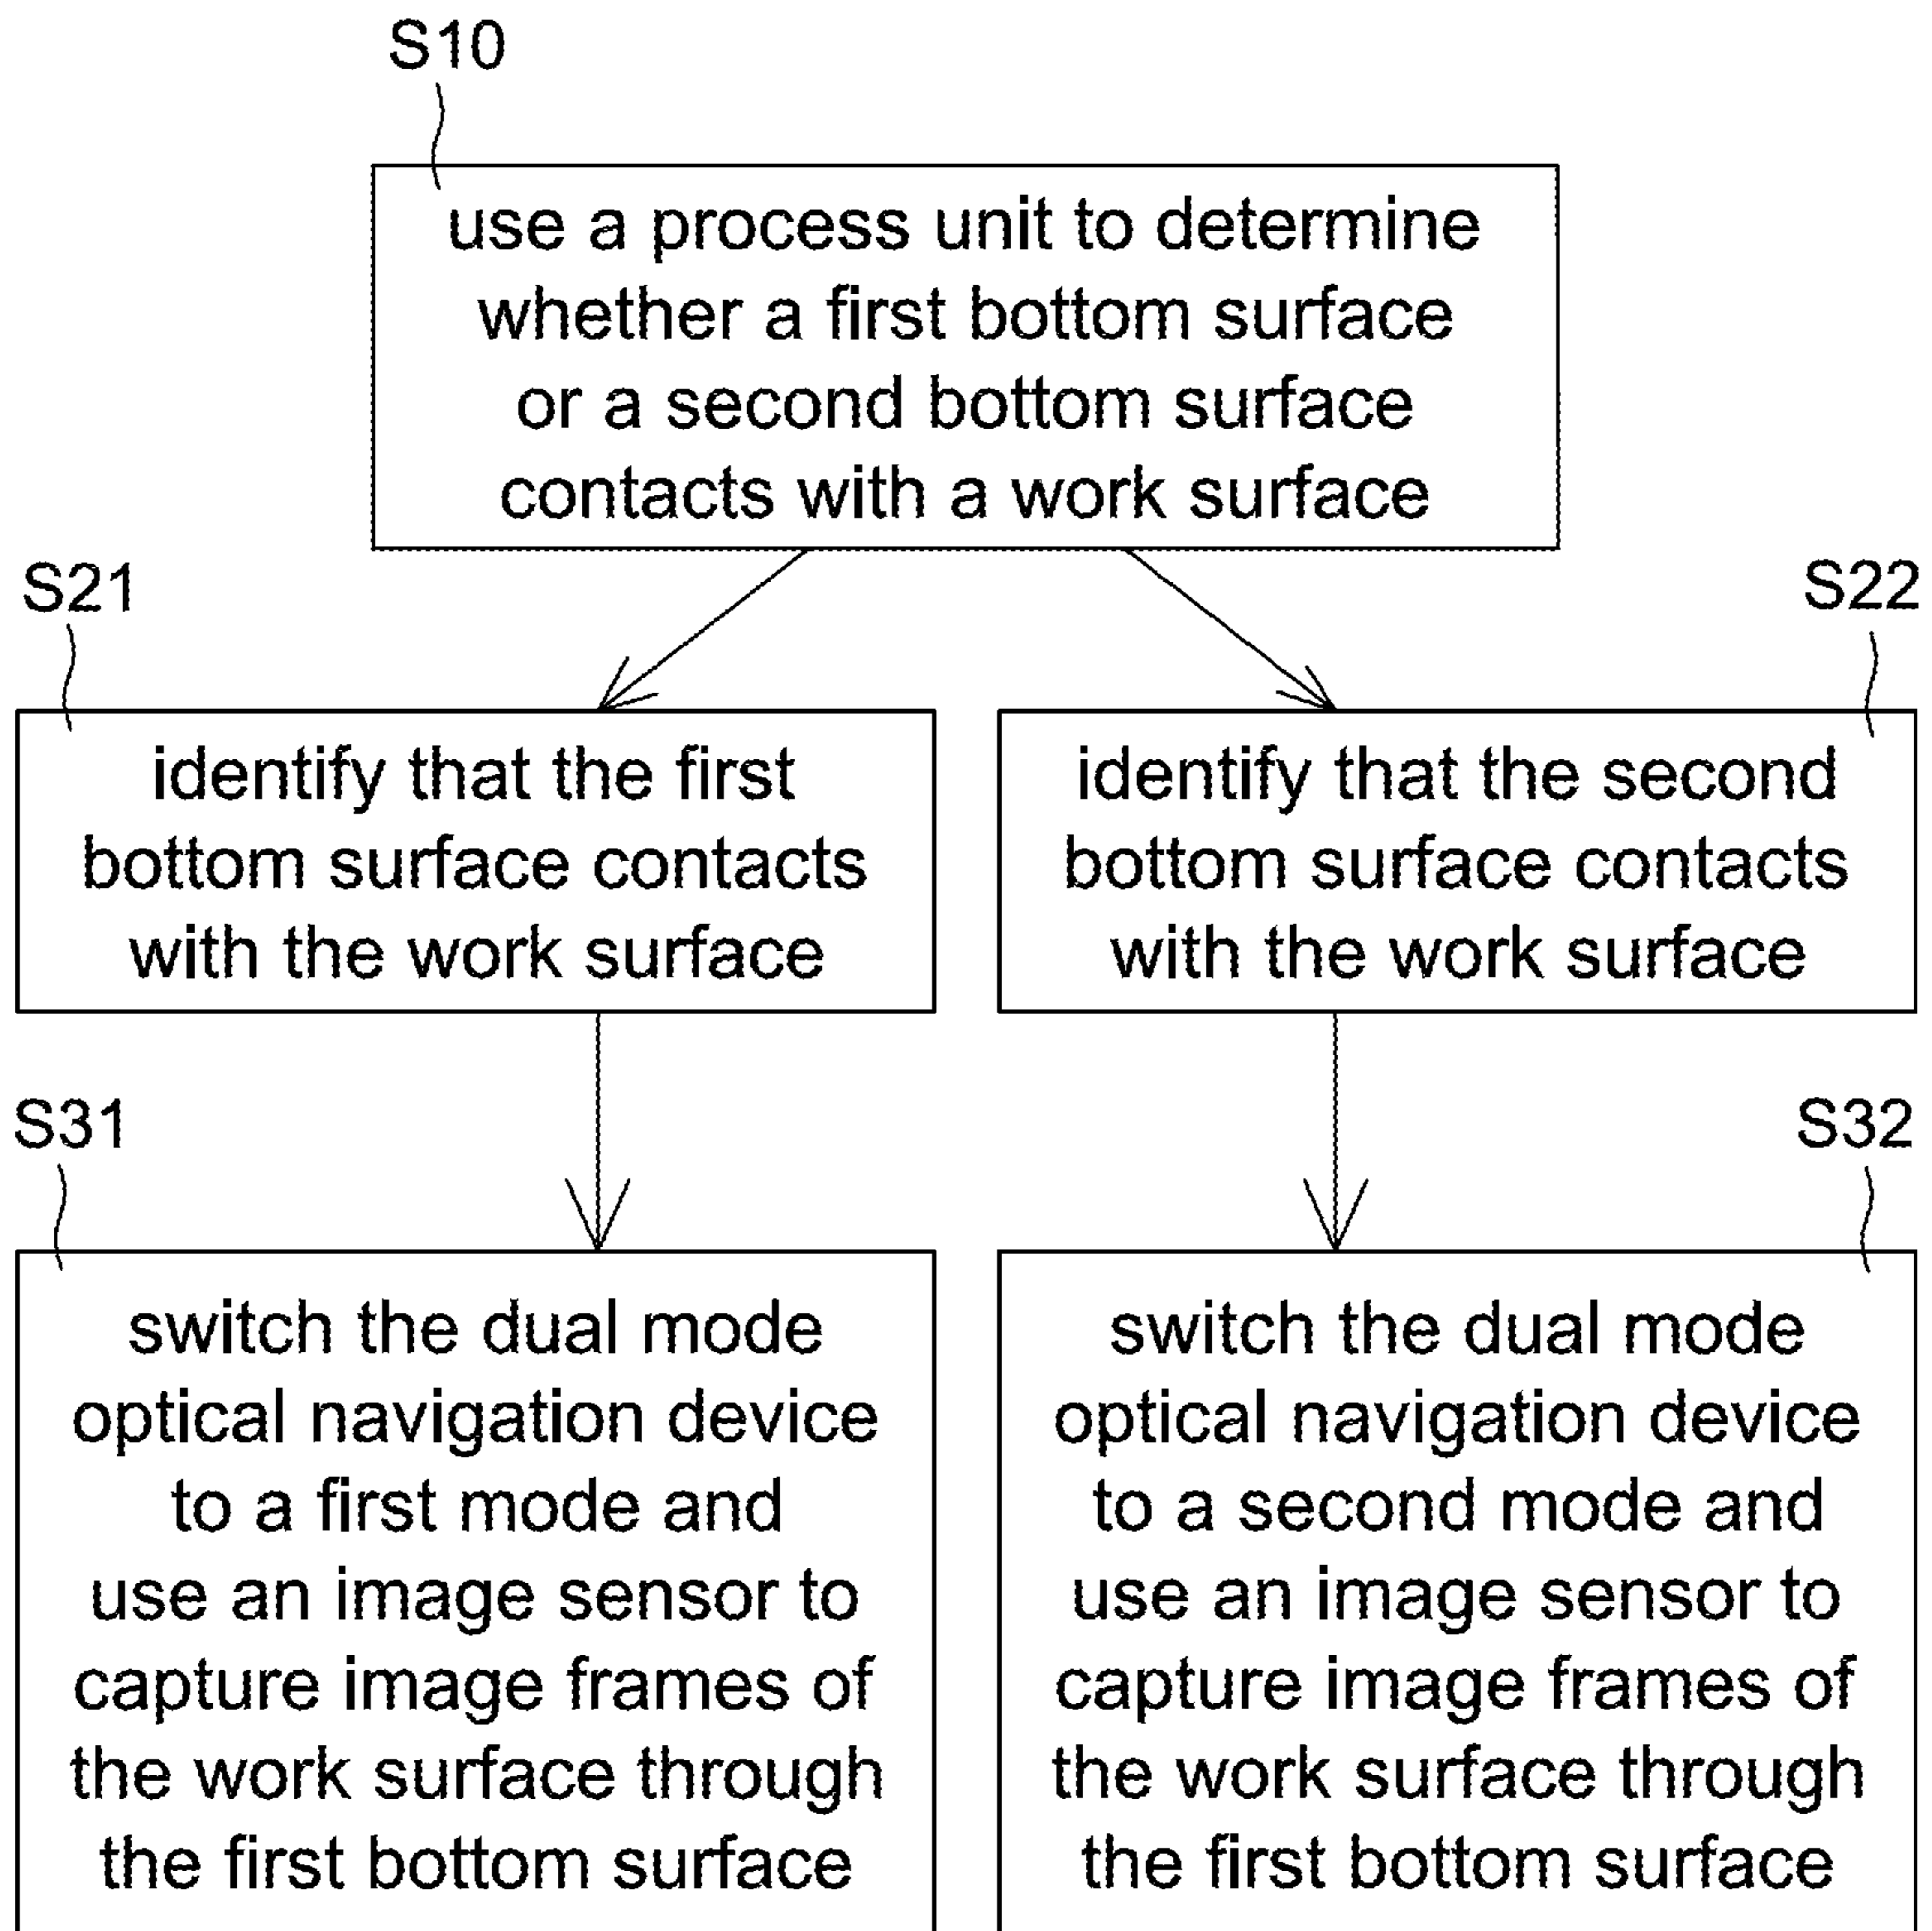 S10
use a process unit to determine
whether a first bottom surface
or a second bottom surface
contacts with a work surface
S21
identify that the first
bottom surface contacts
with the work surface
S22
identify that the second
bottom surface contacts
with the work surface
S31
switch the dual mode
optical navigation device
to a first mode and
use an image sensor to
capture image frames of
the work surface through
the first bottom surface
S32
switch the dual mode
optical navigation device
to a second mode and
use an image sensor to
capture image frames of
the work surface through
the first bottom surface